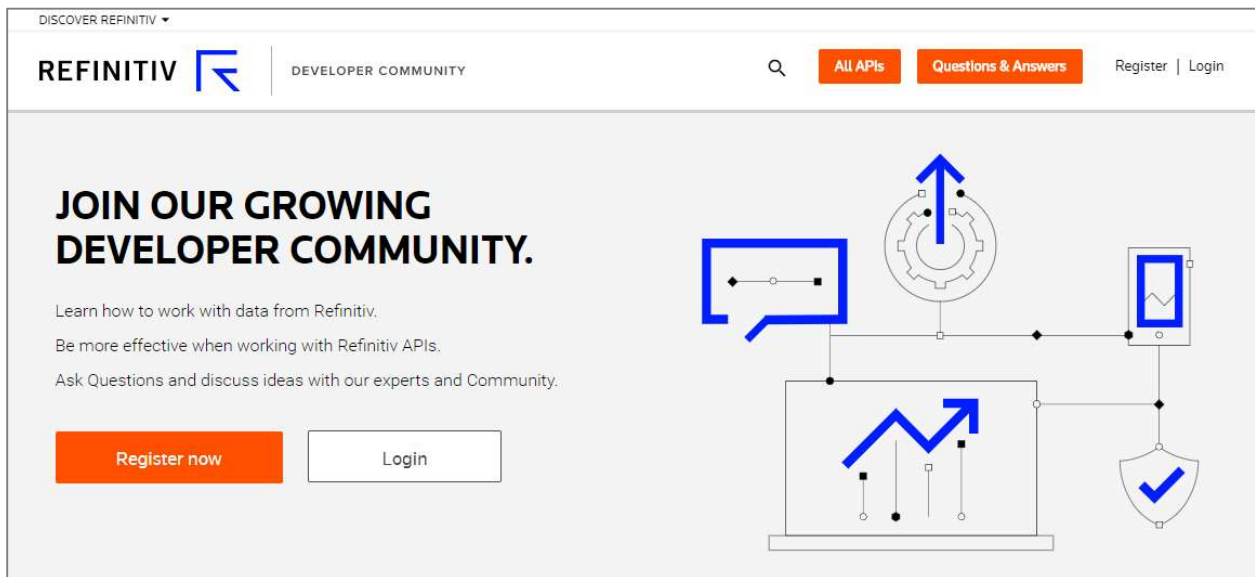 DISCOVER REFINITIV
REFINITIV
DEVELOPER COMMUNITY
All APIs
Questions & Answers
Register | Login
JOIN OUR GROWING
DEVELOPER COMMUNITY.
Learn how to work with data from Refinitiv.
Be more effective when working with Refinitiv APIs.
Ask Questions and discuss ideas with our experts and Community.
Register now
Login